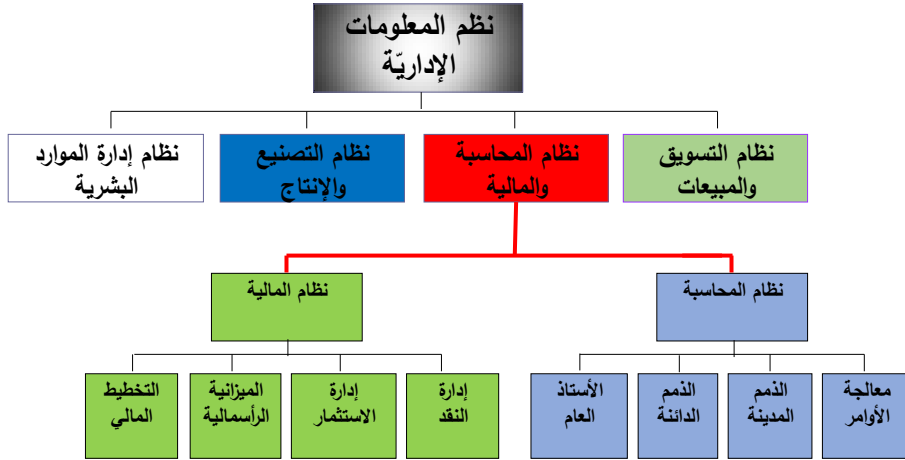 نظم المعلومات
الإداريّة
نظام التسويق
والمبيعات
نظام المحاسبة
والمالية
نظام التصنيع
والإنتاج
نظام إدارة الموارد
البشرية
نظام المحاسبة
نظام المالية
معالجة
الأوامر
الذمم
المدينة
الذمم
الدائنة
الأستاذ
العام
إدارة
النقد
إدارة
الاستثمار
الميزانية
الرأسمالية
التخطيط
المالي